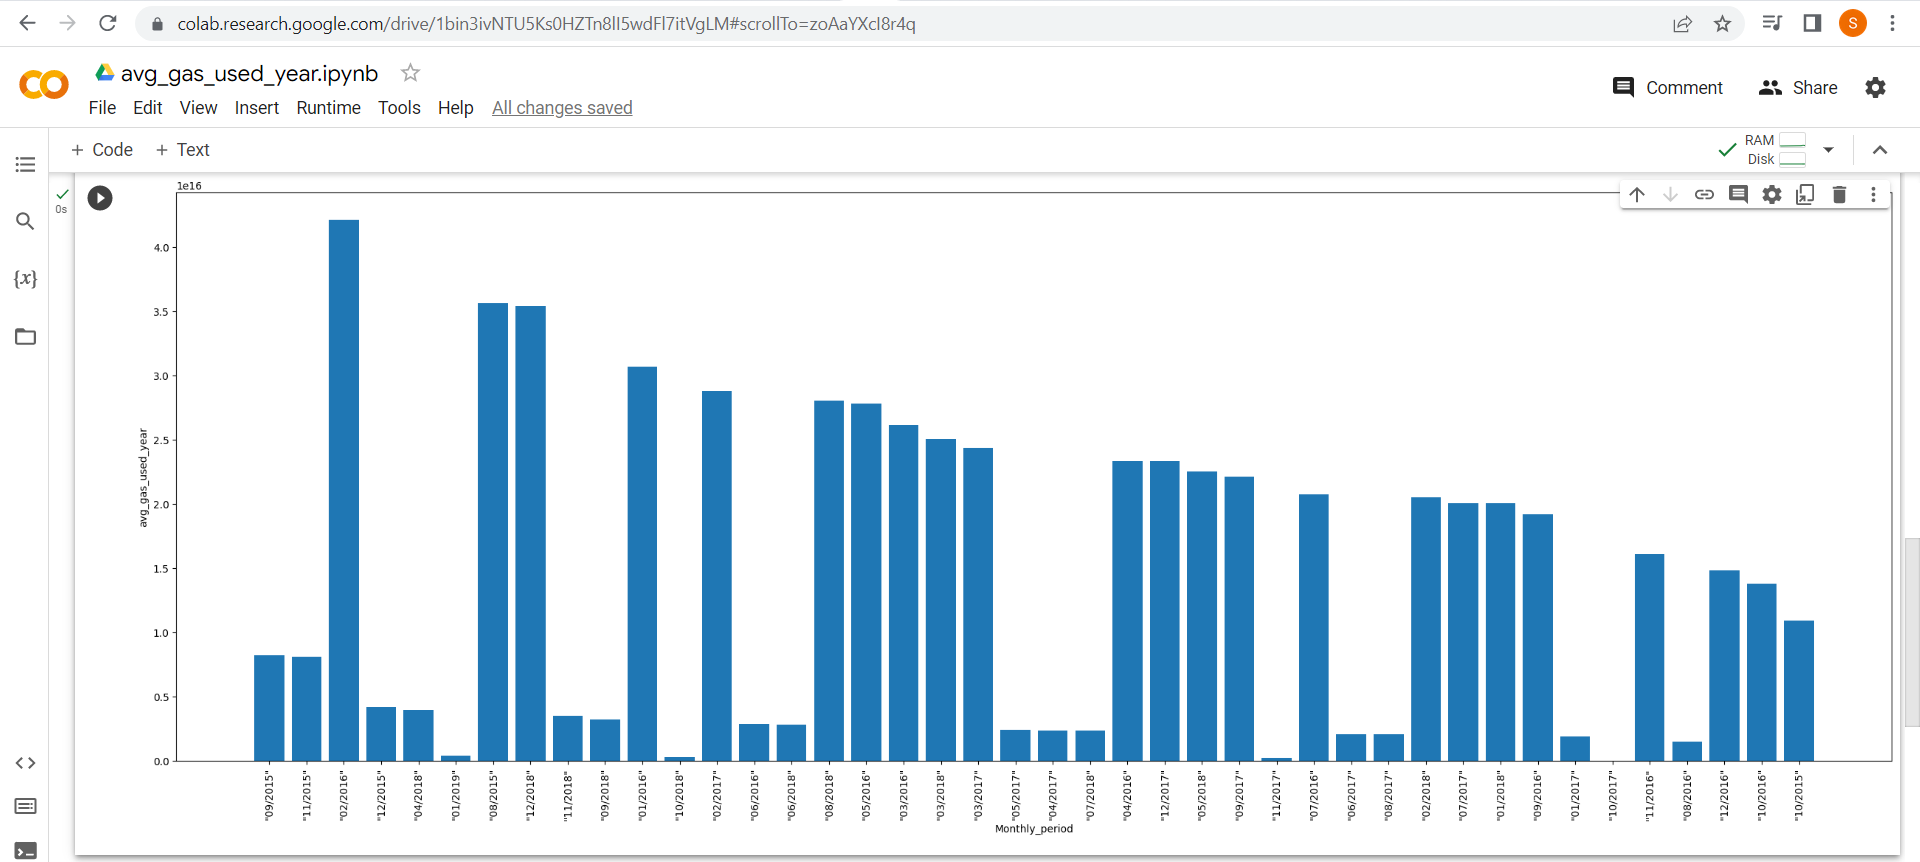 colab.research.google.com/drive/1bin3ivNTU5Ks0HZTn8lI5wdFl7itVgLM#scrollTo=zoAaYXcI8r4q
S
avg_gas_used_year.ipynb
File Edit View Insert Runtime Tools Help All changes saved
Comment Share
+ Code + Text
RAM
Disk
{x}
0s
1e16
4.0
3.5
3.0
2.5
2.0
1.5
1.0
0.5
0.0
avg_gas_used_year
"09/2015" "11/2015" "02/2016" "12/2015" "04/2018" "01/2019" "08/2015" "12/2018" "11/2018" "09/2018" "01/2016" "10/2018" "02/2017" "06/2016" "06/2018" "08/2018" "05/2016" "03/2016" "03/2018" "03/2017" "05/2017" "04/2017" "07/2018" "04/2016" "12/2017" "05/2018" "09/2017" "11/2017" "07/2016" "06/2017" "08/2017" "02/2018" "07/2017" "01/2018" "09/2016" "01/2017" "10/2017" "11/2016" "08/2016" "12/2016" "10/2016" "10/2015"
Monthly_period